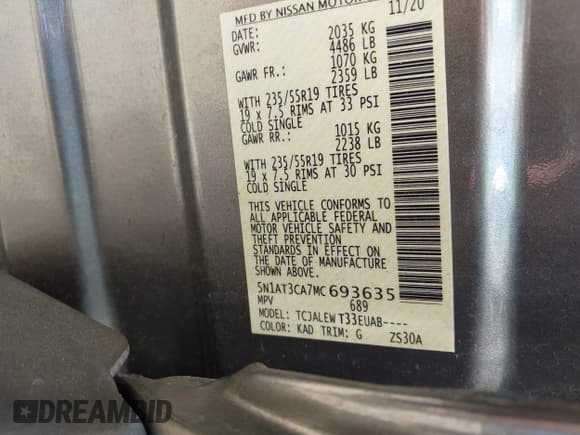 MFD BY NISSAN MOTOR
DATE: 11/20
GVWR: 2035 KG
4486 LB
GAWR FR.: 1070 KG
2359 LB
WITH 235/55R19 TIRES
19 x 7.5 RIMS AT 33 PSI
COLD SINGLE
GAWR RR.: 1015 KG
2238 LB
WITH 235/55R19 TIRES
19 x 7.5 RIMS AT 30 PSI
COLD SINGLE
THIS VEHICLE CONFORMS TO
ALL APPLICABLE FEDERAL
MOTOR VEHICLE SAFETY AND
THEFT PREVENTION
STANDARDS IN EFFECT ON
THE DATE OF MANUFACTURE
SHOWN ABOVE.
5N1AT3CA7MC693635
MPV 689
MODEL: TCJALEW T33EUAB----
COLOR: KAD TRIM: G ZS30A
DREAMBID